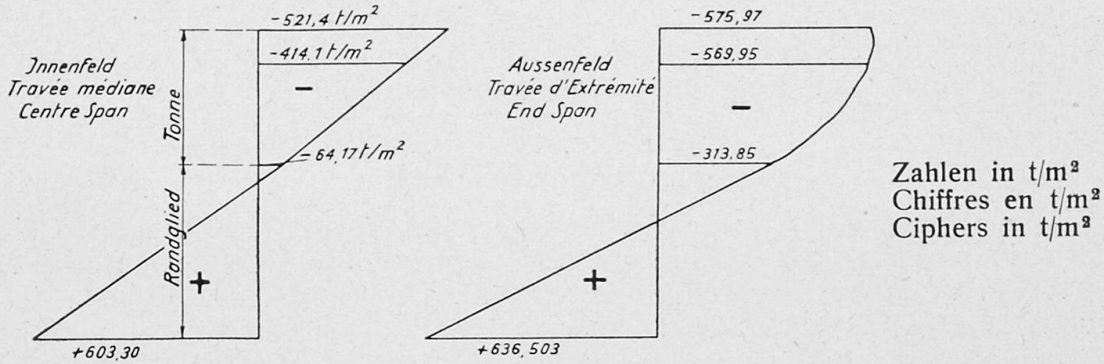 Innenfeld
Travée médiane
Centre Span
Tonne
Randglied
-521,4 t/m²
-414.1 t/m²
−
-64,17 t/m²
+
+603,30
Aussenfeld
Travée d'Extrémité
End Span
-575,97
-569,95
−
-313,85
+
+636,503
Zahlen in t/m²
Chiffres en t/m²
Ciphers in t/m²